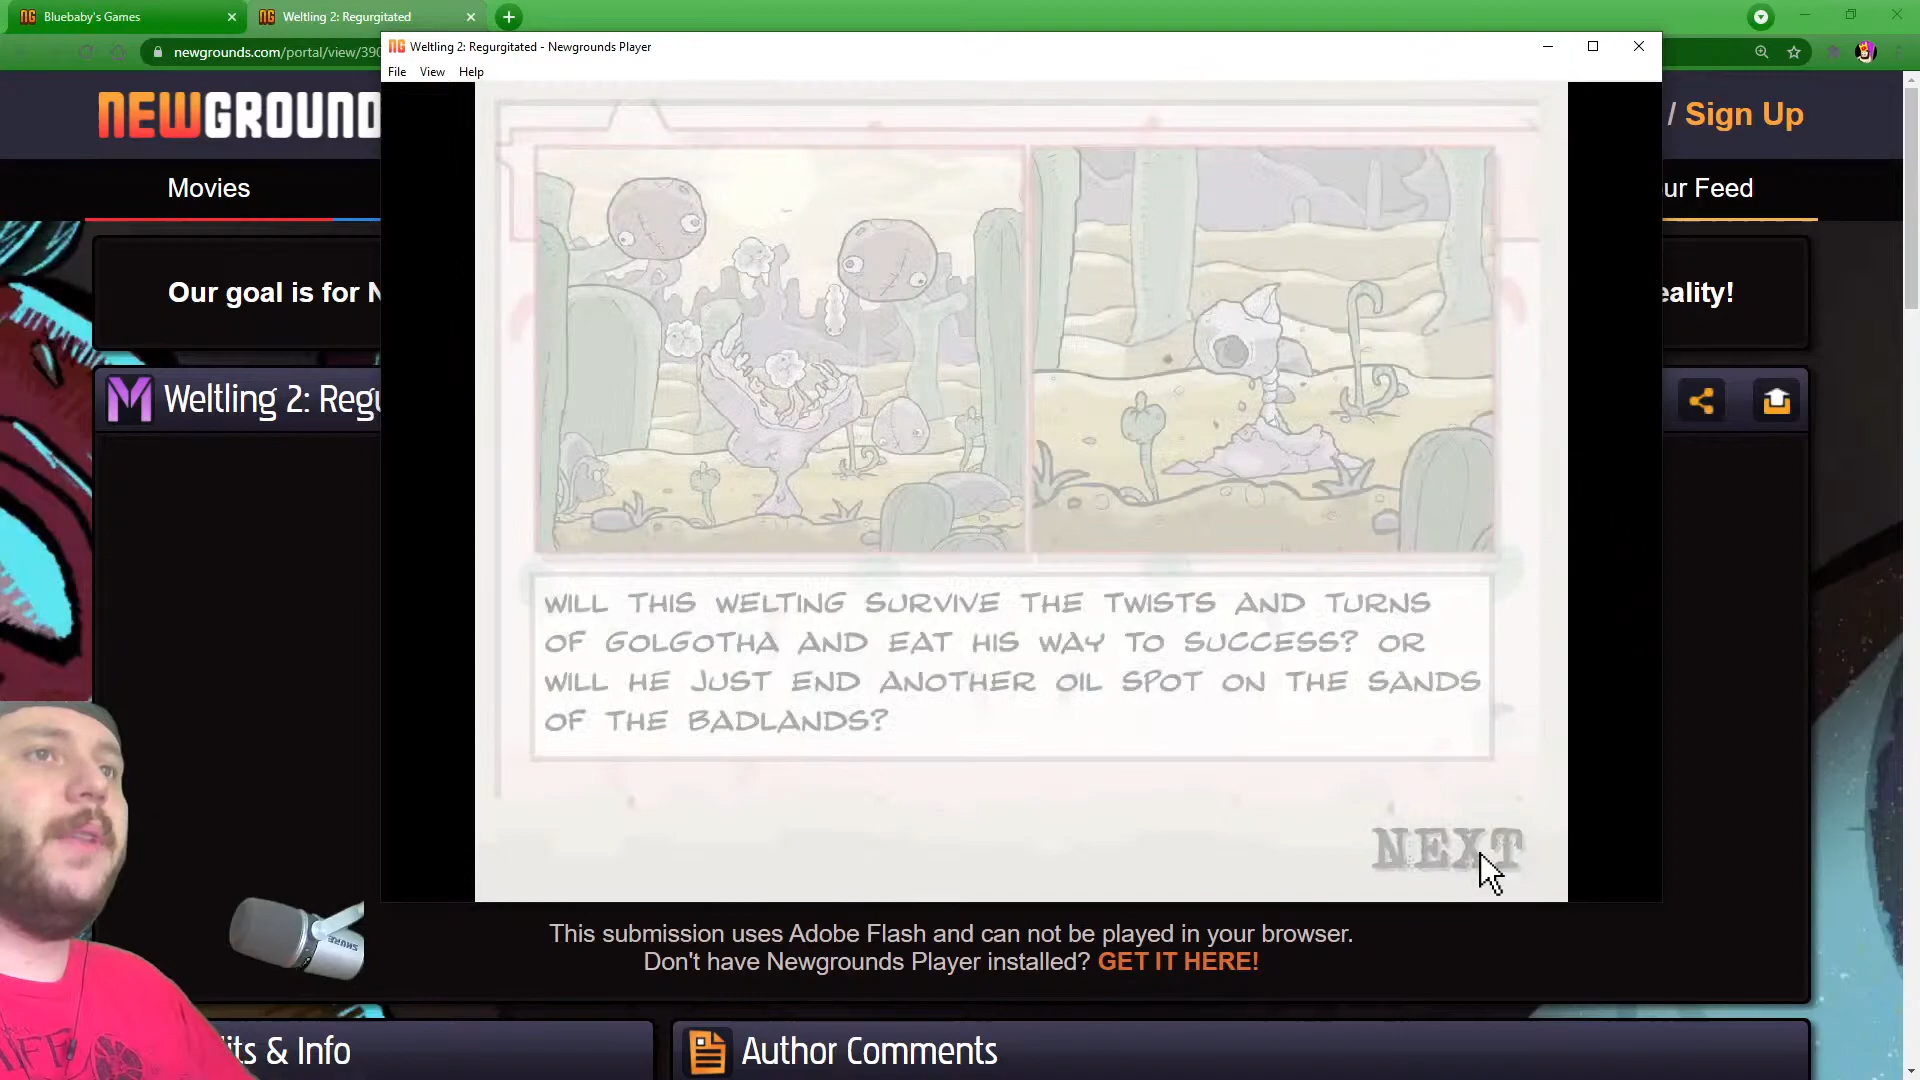 Bluebaby's Games
Weltling 2: Regurgitated
newgrounds.com/portal/view/390
Weltling 2: Regurgitated - Newgrounds Player
File View Help
NEWGROUND
/ Sign Up
Movies
ur Feed
Our goal is for N
eality!
Weltling 2: Regu
WILL THIS WELTING SURVIVE THE TWISTS AND TURNS
OF GOLGOTHA AND EAT HIS WAY TO SUCCESS? OR
WILL HE JUST END ANOTHER OIL SPOT ON THE SANDS
OF THE BADLANDS?
NEXT
This submission uses Adobe Flash and can not be played in your browser.
Don't have Newgrounds Player installed? GET IT HERE!
its & Info
Author Comments
SHURE